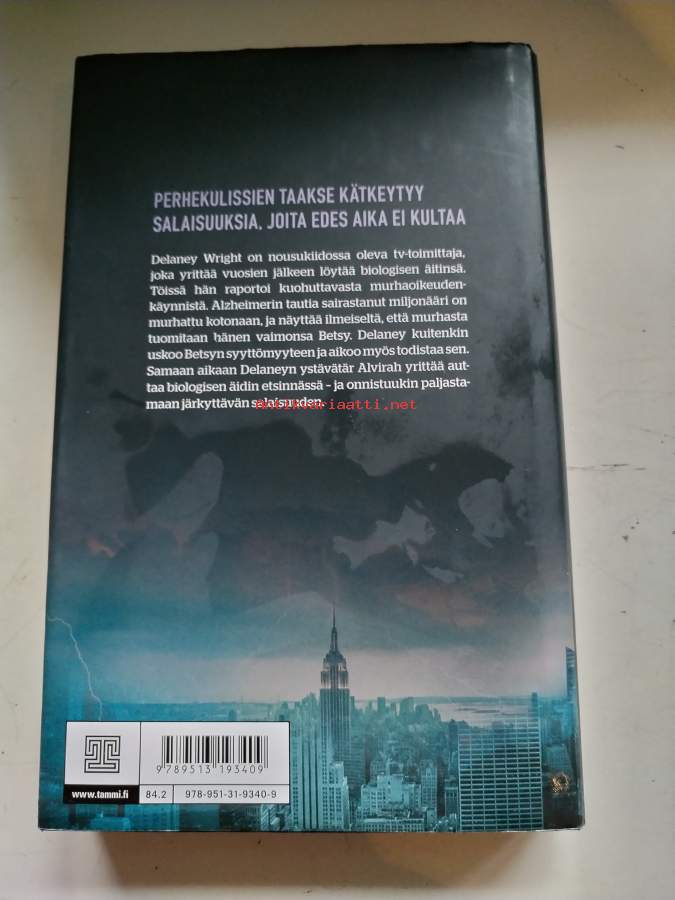 PERHEKULISSIEN TAAKSE KÄTKEYTYY
SALAISUUKSIA, JOITA EDES AIKA EI KULTAA
Delaney Wright on nousukiidossa oleva tv-toimittaja,
joka yrittää vuosien jälkeen löytää biologisen äitinsä.
Töissä hän raportoi kuohuttavasta murhaoikeuden-
käynnistä. Alzheimerin tautia sairastanut miljonääri on
murhattu kotonaan, ja näyttää ilmeiseltä, että murhasta
tuomitaan hänen vaimonsa Betsy. Delaney kuitenkin
uskoo Betsyn syyttömyyteen ja aikoo myös todistaa sen.
Samaan aikaan Delaneyn ystävätär Alvirah yrittää aut-
taa biologisen äidin etsinnässä – ja onnistuukin paljasta-
maan järkyttävän salaisuuden.
Antikvariaatti.net
9 789513 193409
www.tammi.fi
84.2
978-951-31-9340-9